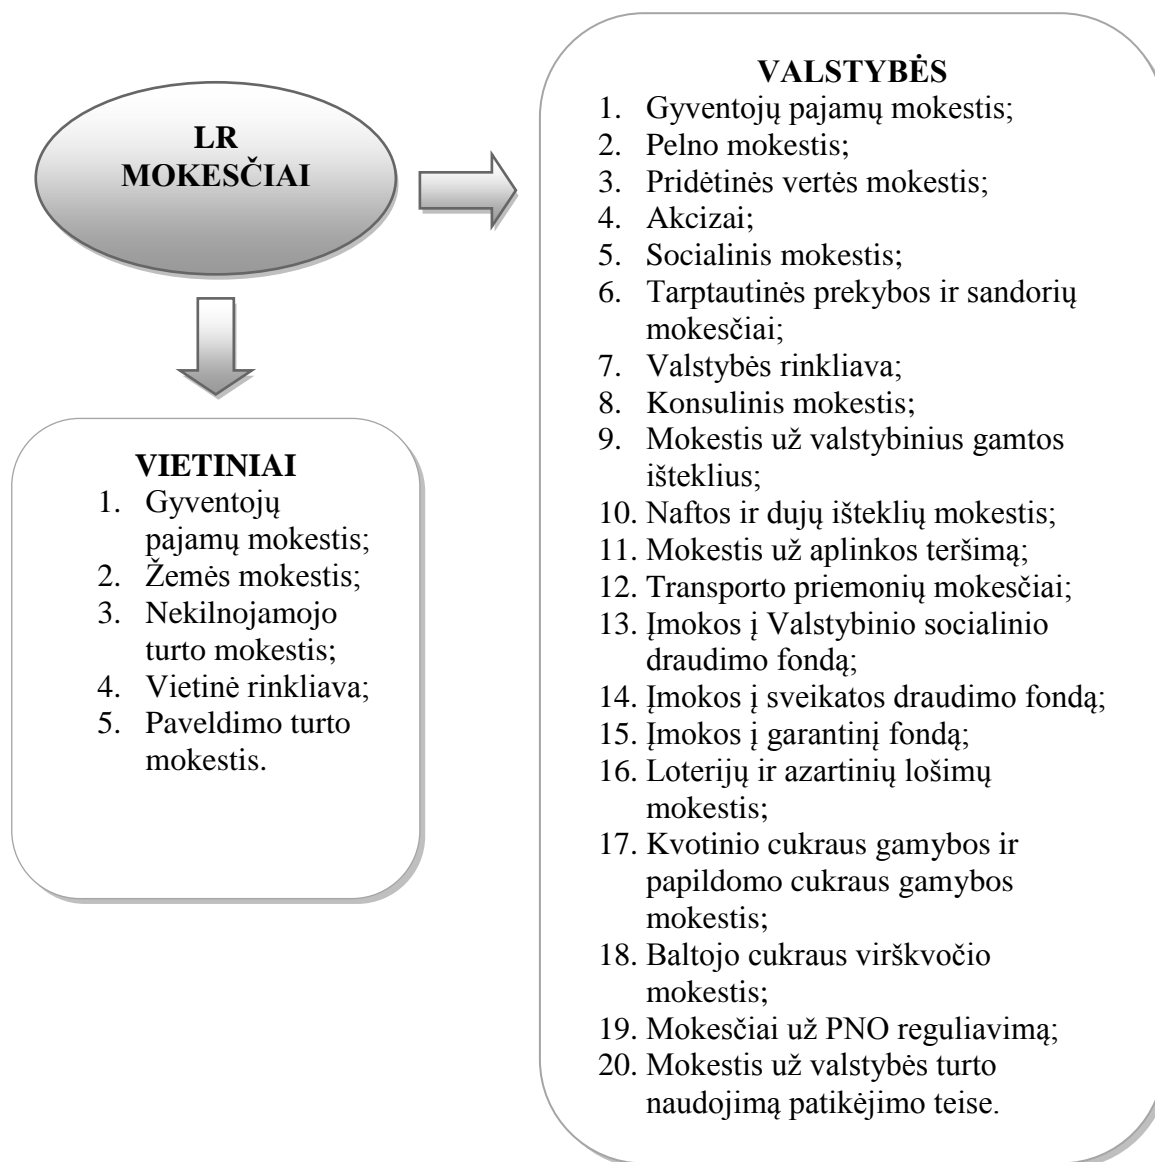 LR
MOKESČIAI
VALSTYBĖS
1. Gyventojų pajamų mokestis;
2. Pelno mokestis;
3. Pridėtinės vertės mokestis;
4. Akcizai;
5. Socialinis mokestis;
6. Tarptautinės prekybos ir sandorių
mokesčiai;
7. Valstybės rinkliava;
8. Konsulinis mokestis;
9. Mokestis už valstybinius gamtos
išteklius;
10. Naftos ir dujų išteklių mokestis;
11. Mokestis už aplinkos teršimą;
12. Transporto priemonių mokesčiai;
13. Įmokos į Valstybinio socialinio
draudimo fondą;
14. Įmokos į sveikatos draudimo fondą;
15. Įmokos į garantinį fondą;
16. Loterijų ir azartinių lošimų
mokestis;
17. Kvotinio cukraus gamybos ir
papildomo cukraus gamybos
mokestis;
18. Baltojo cukraus virškvočio
mokestis;
19. Mokesčiai už PNO reguliavimą;
20. Mokestis už valstybės turto
naudojimą patikėjimo teise.
VIETINIAI
1. Gyventojų
pajamų mokestis;
2. Žemės mokestis;
3. Nekilnojamojo
turto mokestis;
4. Vietinė rinkliava;
5. Paveldimo turto
mokestis.